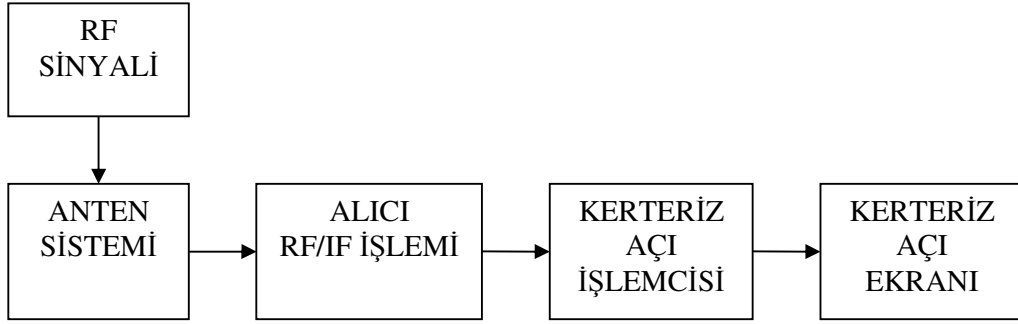 RF
SİNYALİ
ANTEN
SİSTEMİ
ALICI
RF/IF İŞLEMİ
KERTERİZ
AÇI
İŞLEMCİSİ
KERTERİZ
AÇI
EKRANI